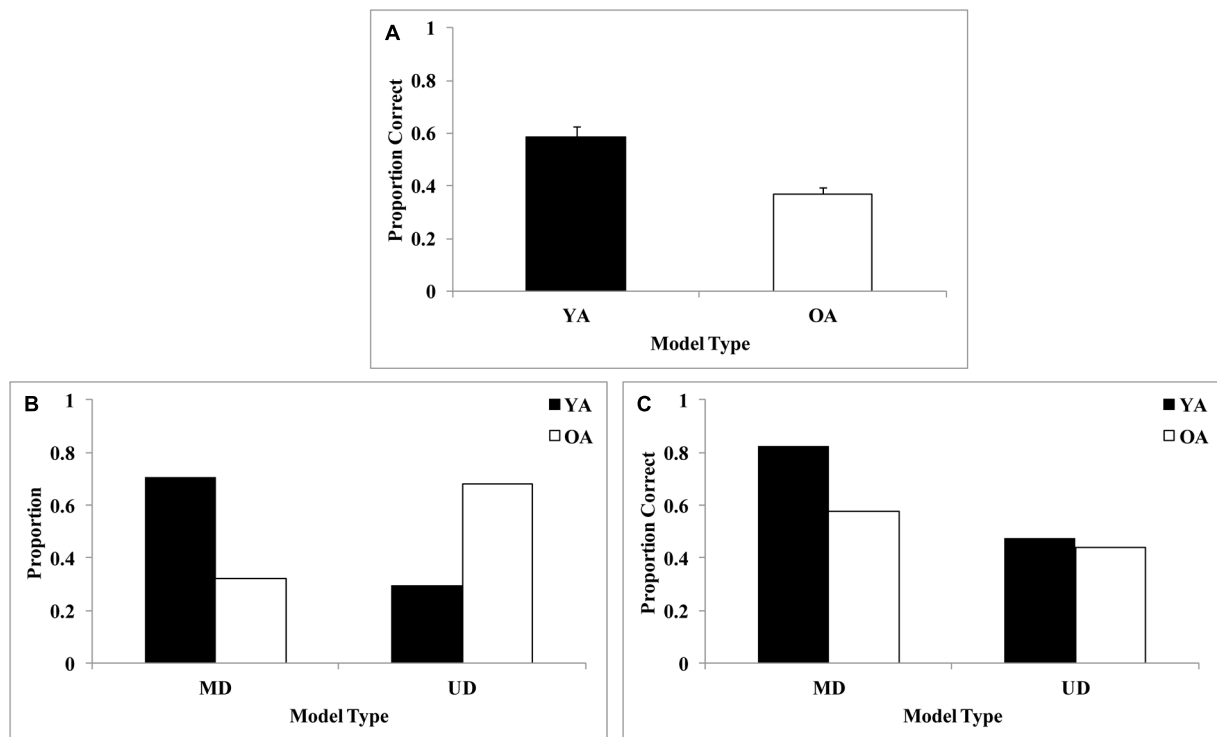 A
1
0.8
0.6
0.4
0.2
0
Proportion Correct
YA OA
Model Type
B
1
0.8
0.6
0.4
0.2
0
Proportion
YA
OA
MD UD
Model Type
C
1
0.8
0.6
0.4
0.2
0
Proportion Correct
YA
OA
MD UD
Model Type